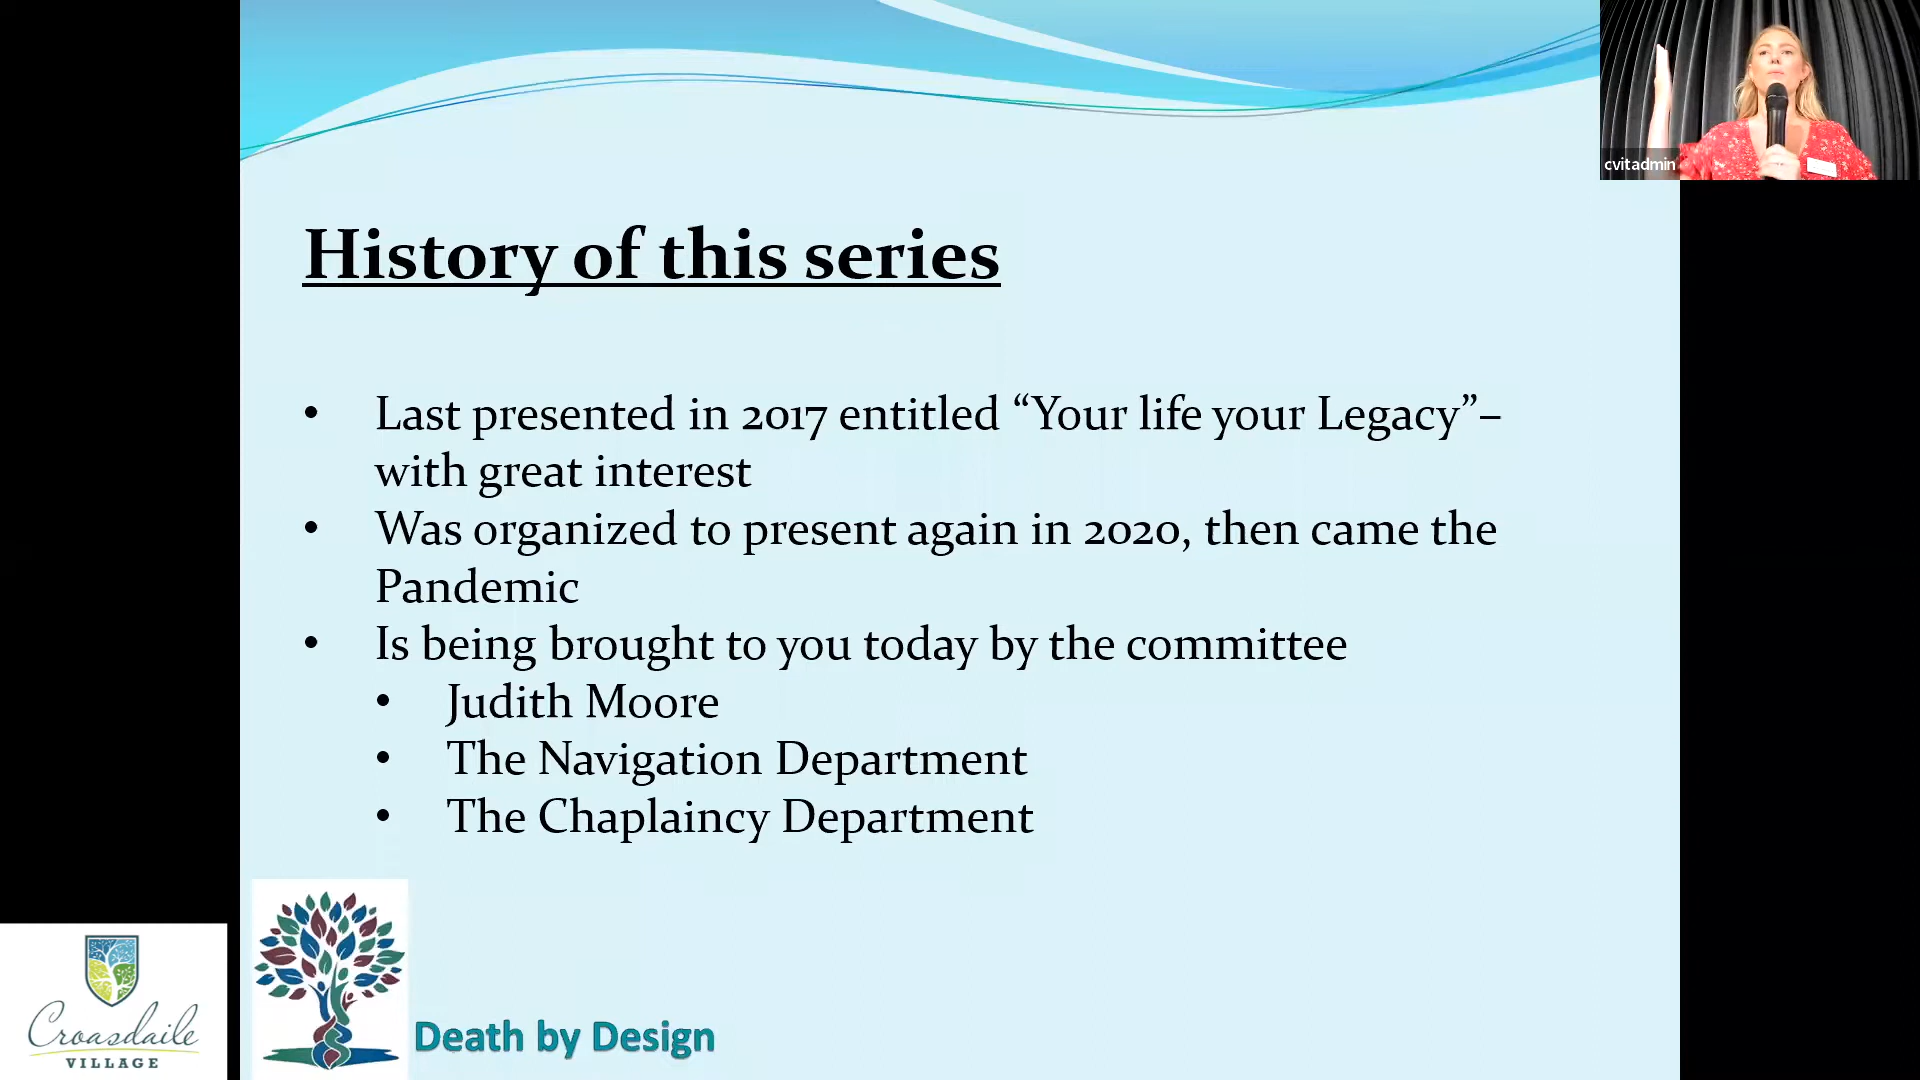 cvitadmin
History of this series
• Last presented in 2017 entitled “Your life your Legacy”–
with great interest
• Was organized to present again in 2020, then came the
Pandemic
• Is being brought to you today by the committee
• Judith Moore
• The Navigation Department
• The Chaplaincy Department
Croasdaile
VILLAGE
Death by Design